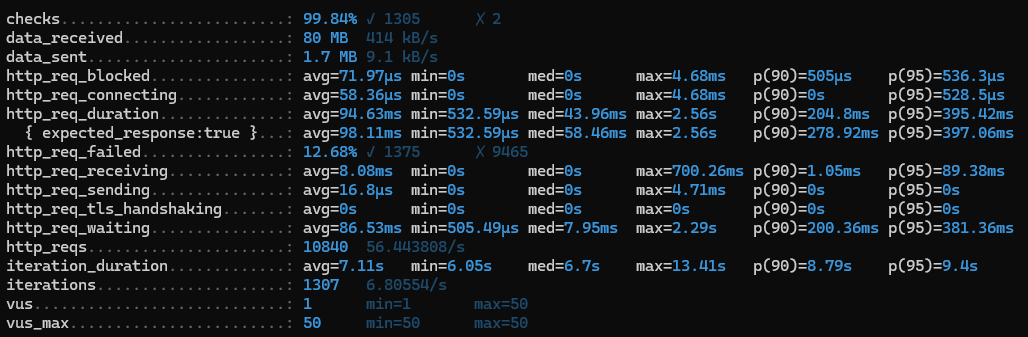 checks.........................: 99.84% ✓ 1305      ✗ 2
data_received..................: 80 MB  414 kB/s
data_sent......................: 1.7 MB 9.1 kB/s
http_req_blocked...............: avg=71.97µs min=0s       med=0s      max=4.68ms   p(90)=505µs    p(95)=536.3µs
http_req_connecting............: avg=58.36µs min=0s       med=0s      max=4.68ms   p(90)=0s       p(95)=528.5µs
http_req_duration..............: avg=94.63ms min=532.59µs med=43.96ms max=2.56s    p(90)=204.8ms  p(95)=395.42ms
  { expected_response:true }...: avg=98.11ms min=532.59µs med=58.46ms max=2.56s    p(90)=278.92ms p(95)=397.06ms
http_req_failed................: 12.68% ✓ 1375      ✗ 9465
http_req_receiving.............: avg=8.08ms  min=0s       med=0s      max=700.26ms p(90)=1.05ms   p(95)=89.38ms
http_req_sending...............: avg=16.8µs  min=0s       med=0s      max=4.71ms   p(90)=0s       p(95)=0s
http_req_tls_handshaking.......: avg=0s      min=0s       med=0s      max=0s       p(90)=0s       p(95)=0s
http_req_waiting...............: avg=86.53ms min=505.49µs med=7.95ms  max=2.29s    p(90)=200.36ms p(95)=381.36ms
http_reqs......................: 10840  56.443808/s
iteration_duration.............: avg=7.11s   min=6.05s    med=6.7s    max=13.41s   p(90)=8.79s    p(95)=9.4s
iterations.....................: 1307   6.80554/s
vus............................: 1      min=1       max=50
vus_max........................: 50     min=50      max=50